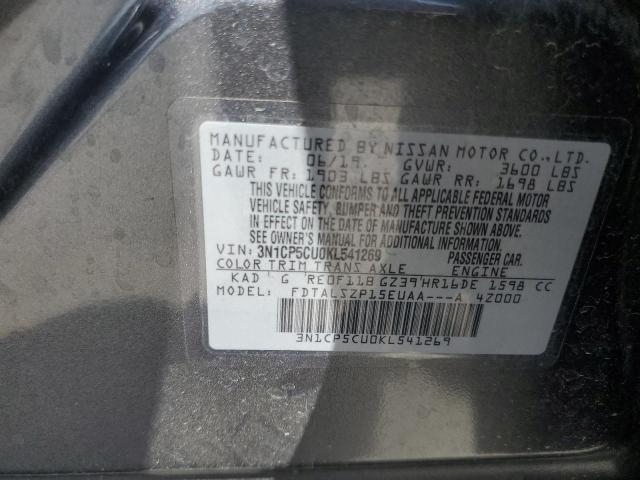 MANUFACTURED BY NISSAN MOTOR CO.,LTD.
DATE: 06/19 GVWR: 3600 LBS
GAWR FR: 1903 LBS GAWR RR: 1698 LBS
THIS VEHICLE CONFORMS TO ALL APPLICABLE FEDERAL MOTOR
VEHICLE SAFETY, BUMPER AND THEFT PREVENTION STANDARDS
IN EFFECT ON THE DATE OF MANUFACTURE SHOWN ABOVE.
SEE OWNER'S MANUAL FOR ADDITIONAL INFORMATION.
VIN: 3N1CP5CU0KL541269 PASSENGER CAR
COLOR TRIM TRANS AXLE ENGINE
KAD G RE0F11B GZ39 HR16DE 1598 CC
MODEL: FDTALSZP15EUAA---A 4Z000
3N1CP5CU0KL541269